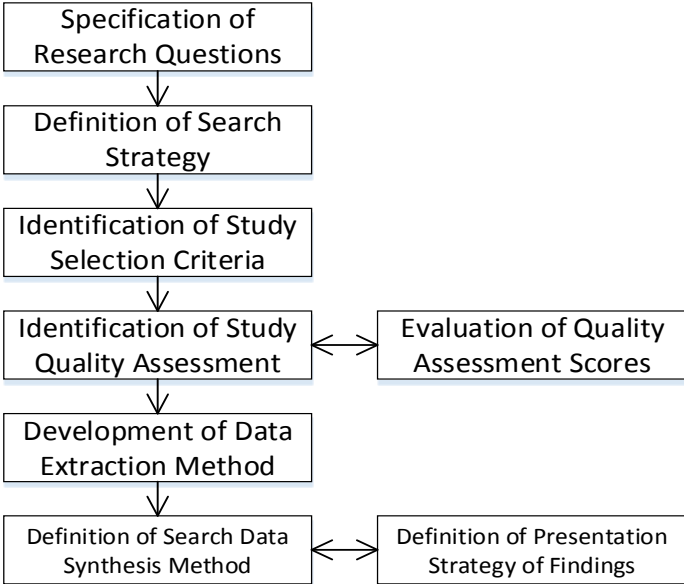 Specification of
Research Questions
Definition of Search
Strategy
Identification of Study
Selection Criteria
Identification of Study
Quality Assessment
Evaluation of Quality
Assessment Scores
Development of Data
Extraction Method
Definition of Search Data
Synthesis Method
Definition of Presentation
Strategy of Findings